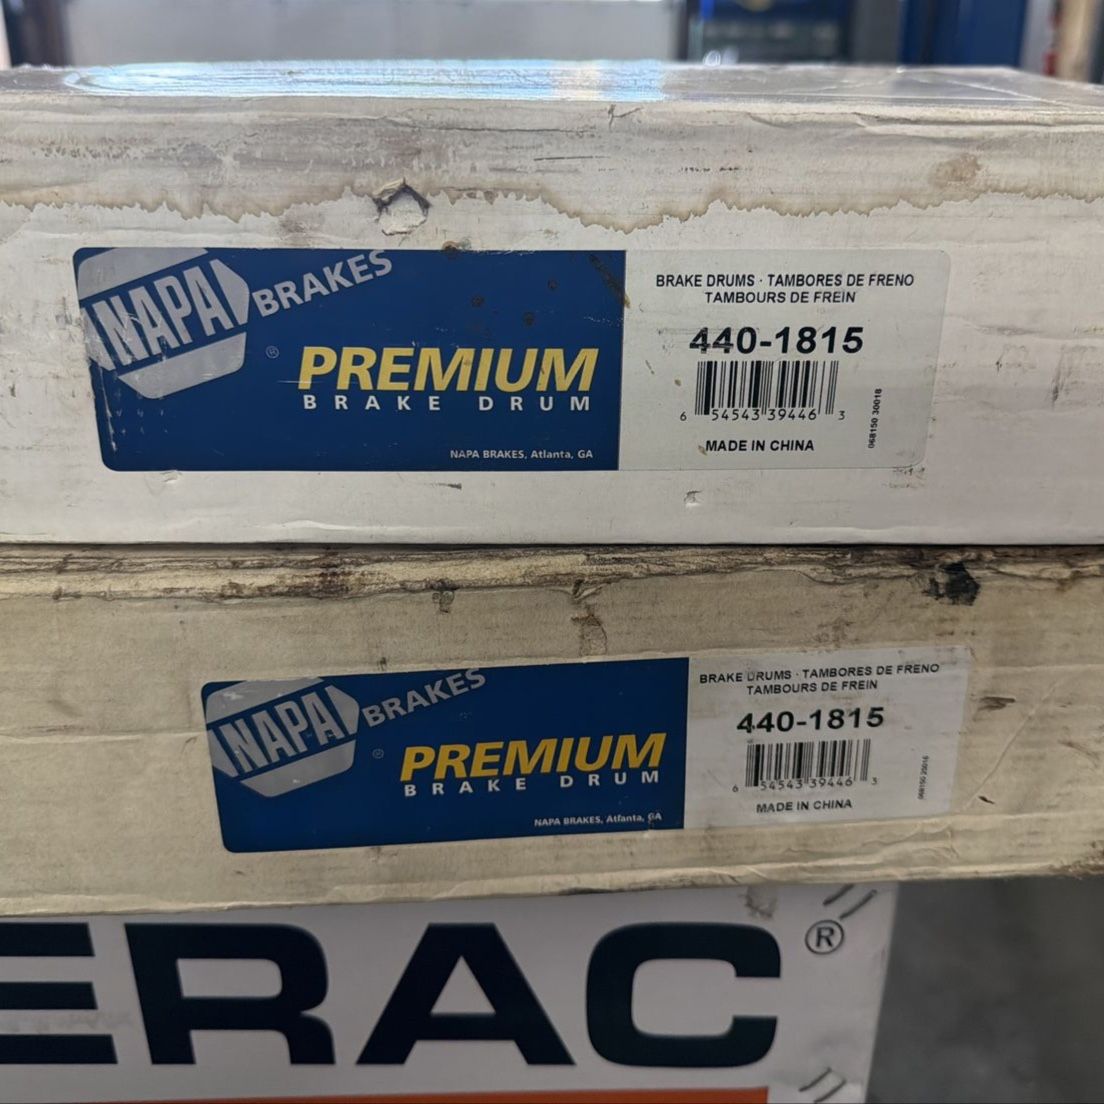 NAPA BRAKES
®
PREMIUM
BRAKE DRUM
NAPA BRAKES, Atlanta, GA
BRAKE DRUMS · TAMBORES DE FRENO
TAMBOURS DE FREIN
440-1815
6 54543 39446 3
MADE IN CHINA
068150 30018
NAPA BRAKES
®
PREMIUM
BRAKE DRUM
NAPA BRAKES, Atlanta, GA
BRAKE DRUMS · TAMBORES DE FRENO
TAMBOURS DE FREIN
440-1815
6 54543 39446 3
MADE IN CHINA
ERAC®